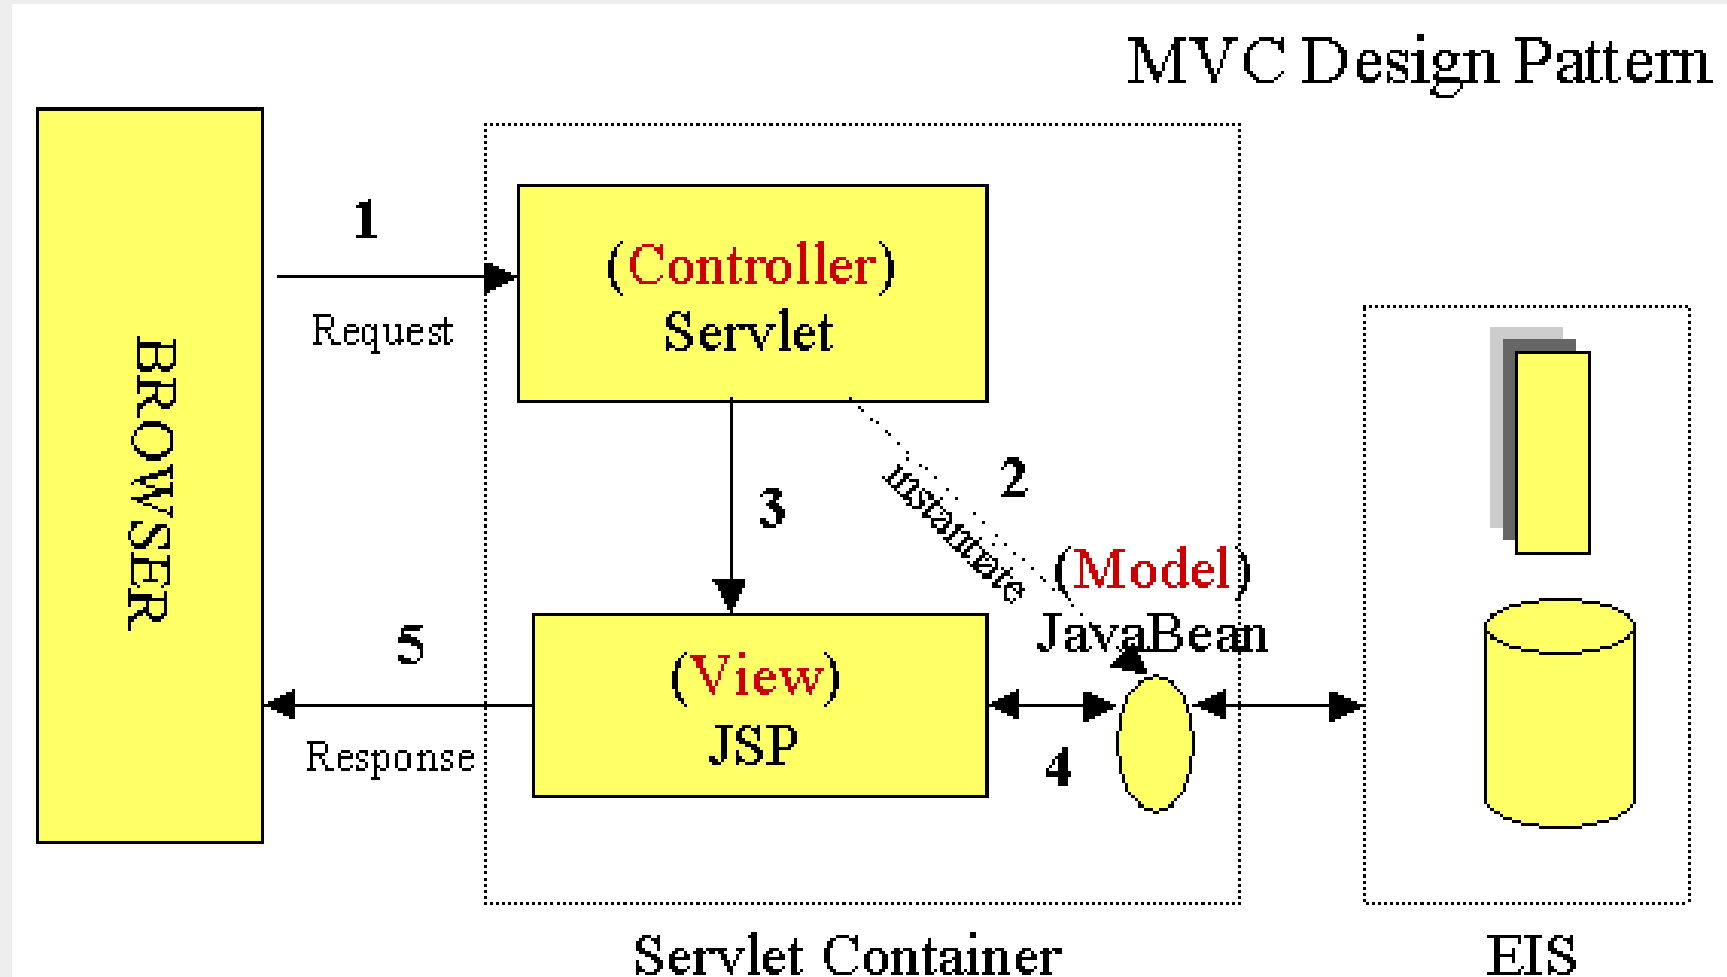 MVC Design Pattern
BROWSER
1
Request
(Controller)
Servlet
2
instantiate
3
(Model)
JavaBean
5
Response
(View)
JSP
4
Servlet Container
EIS